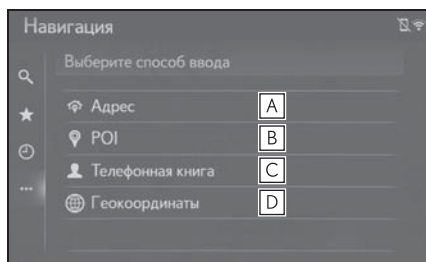 Навигация
Выберите способ ввода
Адрес A
POI B
Телефонная книга C
Геокоординаты D